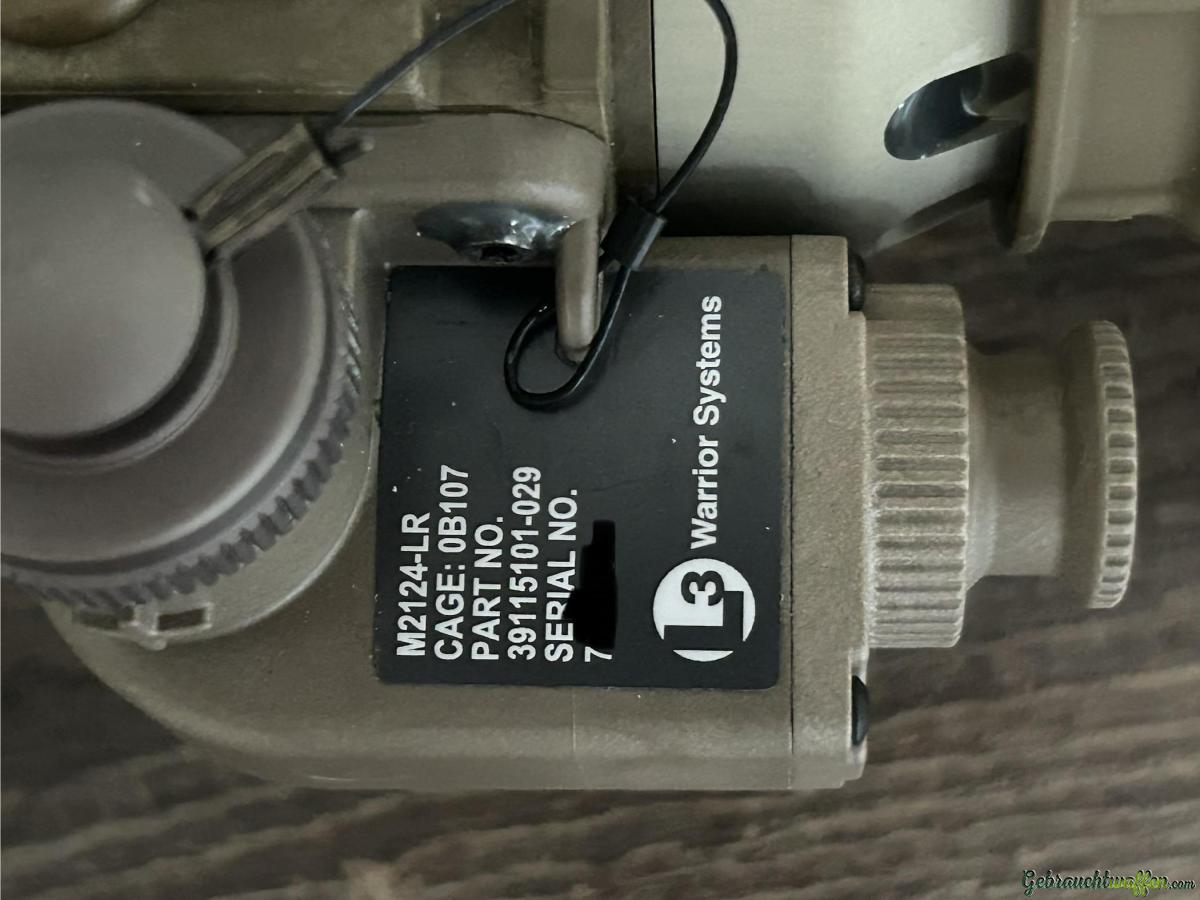 M2124-LR
CAGE: 0B107
PART NO.
39115101-029
SERIAL NO.
7
L3 Warrior Systems
Gebrauchtwaffen.com